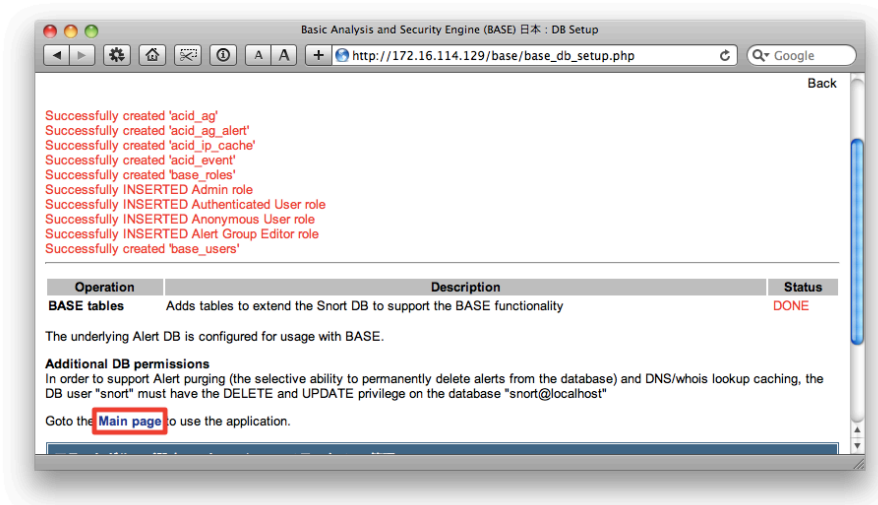 Basic Analysis and Security Engine (BASE) 日本 : DB Setup
A A + http://172.16.114.129/base/base_db_setup.php Google
Back
Successfully created 'acid_ag'
Successfully created 'acid_ag_alert'
Successfully created 'acid_ip_cache'
Successfully created 'acid_event'
Successfully created 'base_roles'
Successfully INSERTED Admin role
Successfully INSERTED Authenticated User role
Successfully INSERTED Anonymous User role
Successfully INSERTED Alert Group Editor role
Successfully created 'base_users'
Operation Description Status
BASE tables Adds tables to extend the Snort DB to support the BASE functionality DONE
The underlying Alert DB is configured for usage with BASE.
Additional DB permissions
In order to support Alert purging (the selective ability to permanently delete alerts from the database) and DNS/whois lookup caching, the
DB user "snort" must have the DELETE and UPDATE privilege on the database "snort@localhost"
Goto the Main page to use the application.